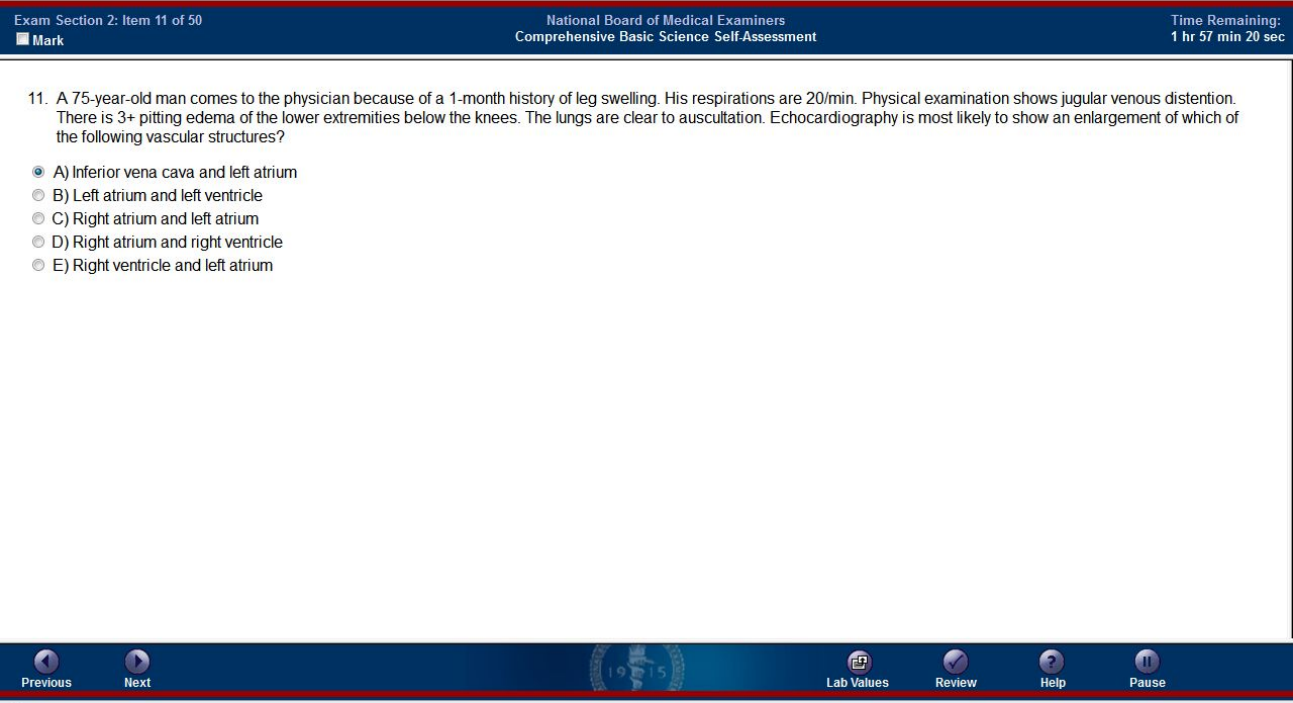 Exam Section 2: Item 11 of 50
National Board of Medical Examiners
Time Remaining:
Mark
Comprehensive Basic Science Self-Assessment
1 hr 57 min 20 sec
11. A 75-year-old man comes to the physician because of a 1-month history of leg swelling. His respirations are 20/min. Physical examination shows jugular venous distention.
There is 3+ pitting edema of the lower extremities below the knees. The lungs are clear to auscultation. Echocardiography is most likely to show an enlargement of which of
the following vascular structures?
A) Inferior vena cava and left atrium
B) Left atrium and left ventricle
C) Right atrium and left atrium
D) Right atrium and right ventricle
E) Right ventricle and left atrium
1915
Previous
Next
Lab Values
Review
Help
Pause